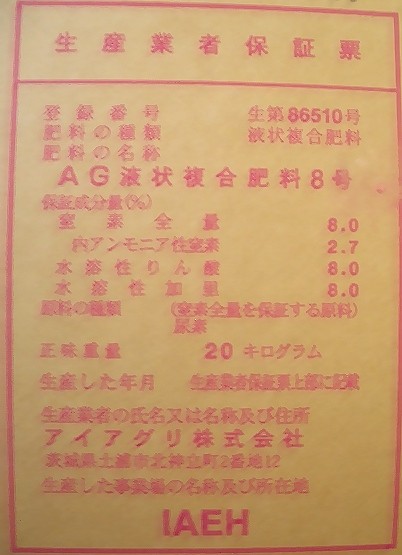 生産業者保証票
登録番号 生第86510号
肥料の種類 液状複合肥料
肥料の名称
AG液状複合肥料8号
保証成分量(%)
窒素全量 8.0
内アンモニア性窒素 2.7
水溶性りん酸 8.0
水溶性加里 8.0
原料の種類 (窒素全量を保証する原料)
尿素
正味重量 20 キログラム
生産した年月 生産業者保証票上部に記載
生産業者の氏名又は名称及び住所
アイアグリ株式会社
茨城県土浦市北神立町2番地12
生産した事業場の名称及び所在地
IAEH